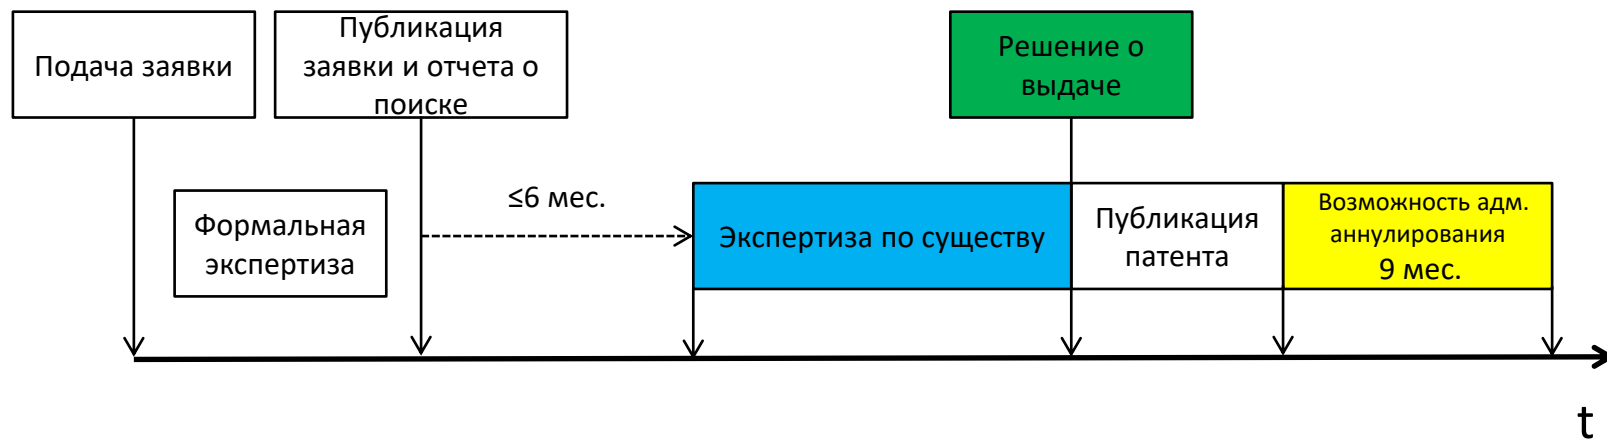 Подача заявки
Публикация
заявки и отчета о
поиске
Решение о
выдаче
Формальная
экспертиза
≤6 мес.
Экспертиза по существу
Публикация
патента
Возможность адм.
аннулирования
9 мес.
t